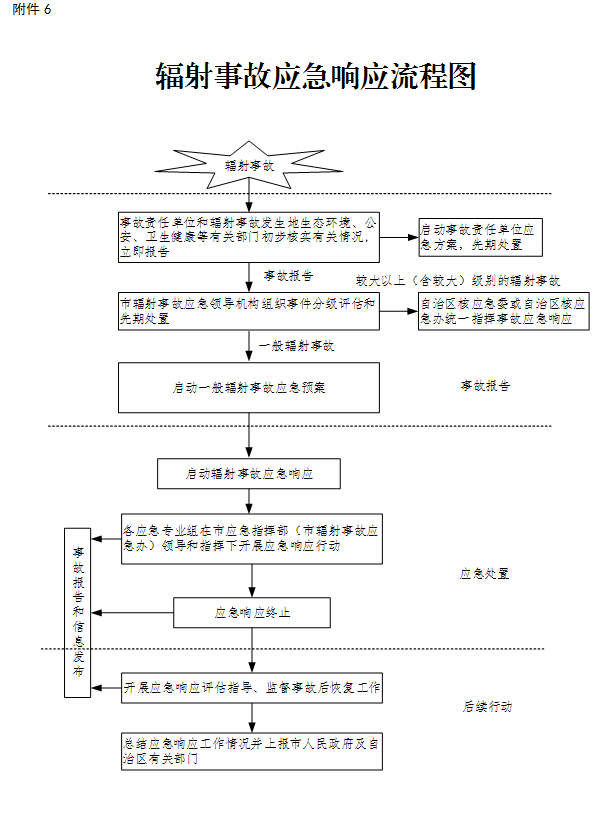 附件 6
辐射事故应急响应流程图
辐射事故
事故责任单位和辐射事故发生地生态环境、公
安、卫生健康等有关部门初步核实有关情况，
立即报告
启动事故责任单位应
急方案，先期处置
事故报告
较大以上（含较大）级别的辐射事故
市辐射事故应急领导机构组织事件分级评估和
先期处置
自治区核应急委或自治区核应
急办统一指挥事故应急响应
一般辐射事故
启动一般辐射事故应急预案
事故报告
启动辐射事故应急响应
各应急专业组在市应急指挥部（市辐射事故应
急办）领导和指挥下开展应急响应行动
事故报告和信息发布
应急处置
应急响应终止
开展应急响应评估指导、监督事故后恢复工作
后续行动
总结应急响应工作情况并上报市人民政府及自
治区有关部门